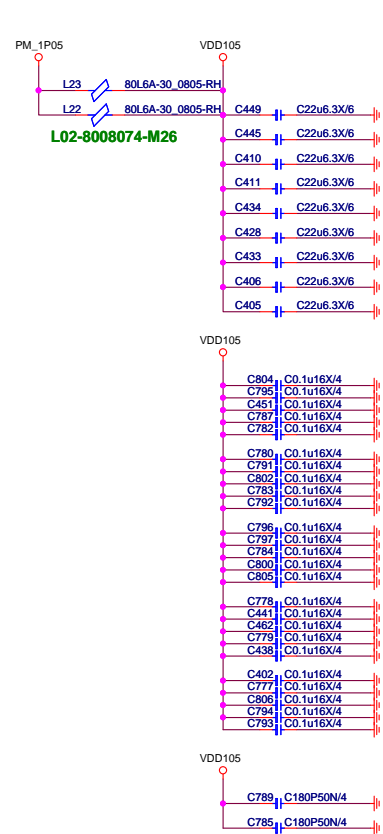 PM_1P05 VDD105
L23 80L6A-30_0805-RH
L22 80L6A-30_0805-RH
L02-8008074-M26
C449 C22u6.3X/6
C445 C22u6.3X/6
C410 C22u6.3X/6
C411 C22u6.3X/6
C434 C22u6.3X/6
C428 C22u6.3X/6
C433 C22u6.3X/6
C406 C22u6.3X/6
C405 C22u6.3X/6
VDD105
C804 C0.1u16X/4
C795 C0.1u16X/4
C451 C0.1u16X/4
C787 C0.1u16X/4
C782 C0.1u16X/4
C780 C0.1u16X/4
C791 C0.1u16X/4
C802 C0.1u16X/4
C783 C0.1u16X/4
C792 C0.1u16X/4
C796 C0.1u16X/4
C797 C0.1u16X/4
C784 C0.1u16X/4
C800 C0.1u16X/4
C805 C0.1u16X/4
C778 C0.1u16X/4
C441 C0.1u16X/4
C462 C0.1u16X/4
C779 C0.1u16X/4
C438 C0.1u16X/4
C402 C0.1u16X/4
C777 C0.1u16X/4
C806 C0.1u16X/4
C794 C0.1u16X/4
C793 C0.1u16X/4
VDD105
C789 C180P50N/4
C785 C180P50N/4